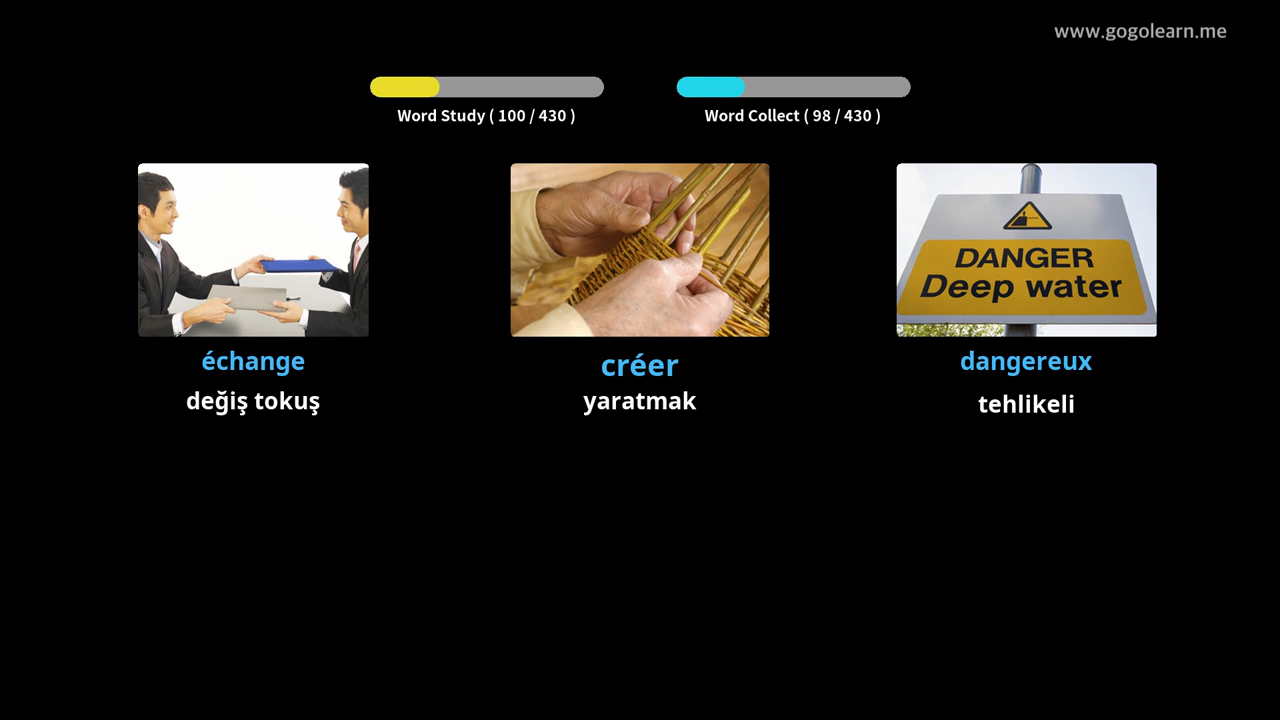 www.gogolearn.me
Word Study ( 100 / 430 )
Word Collect ( 98 / 430 )
DANGER
Deep water
échange
créer
dangereux
değiş tokuş
yaratmak
tehlikeli